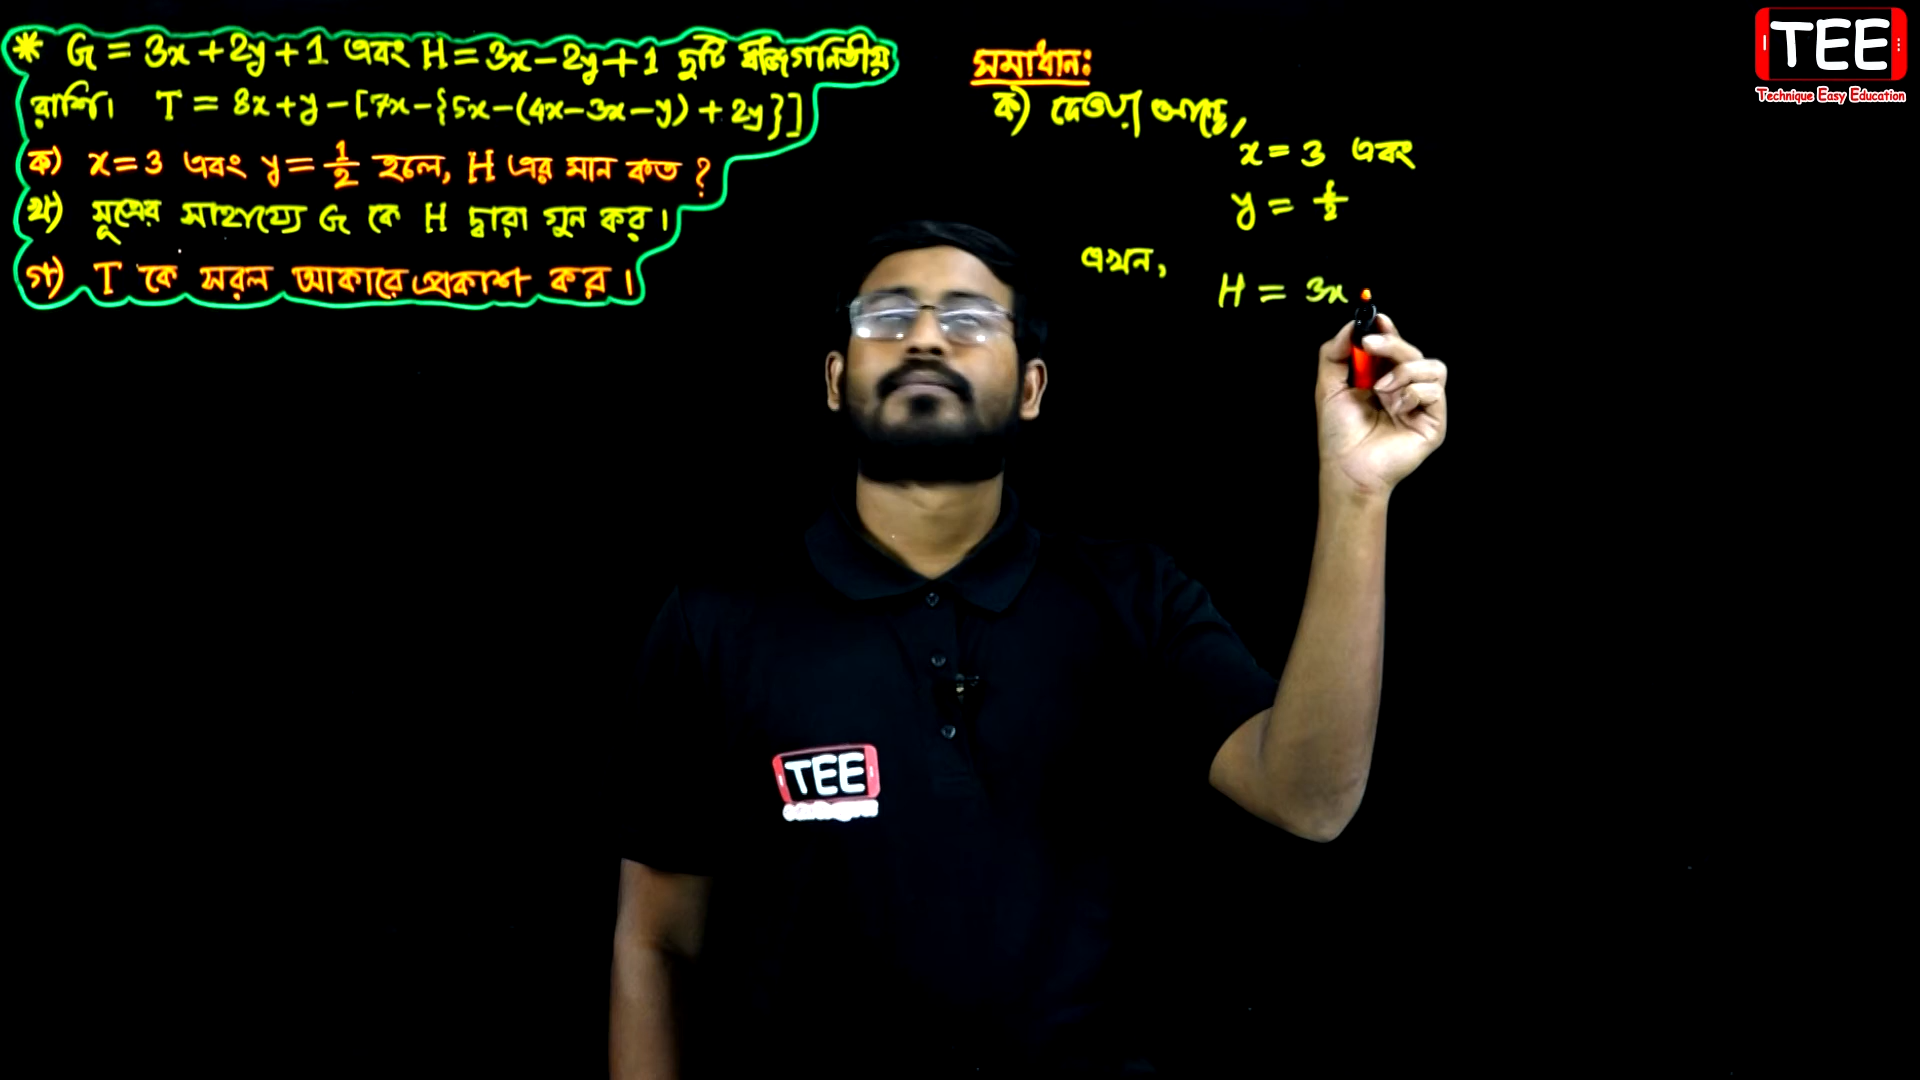 * G = 3x + 2y + 1 এবং H = 3x - 2y + 1 দুটি বীজগনিতীয়
রাশি। T = 8x + y - [7x - {5x - (4x - 3x - y) + 2y}]
ক) x = 3 এবং y = 1/2 হলে, H এর মান কত ?
খ) সূত্রের সাহায্যে G কে H দ্বারা গুন কর।
গ) T কে সরল আকারে প্রকাশ কর।
সমাধানঃ
ক) দেওয়া আছে,
x = 3 এবং
y = 1/2
এখন,
H = 3x
TEE
Technique Easy Education
TEE